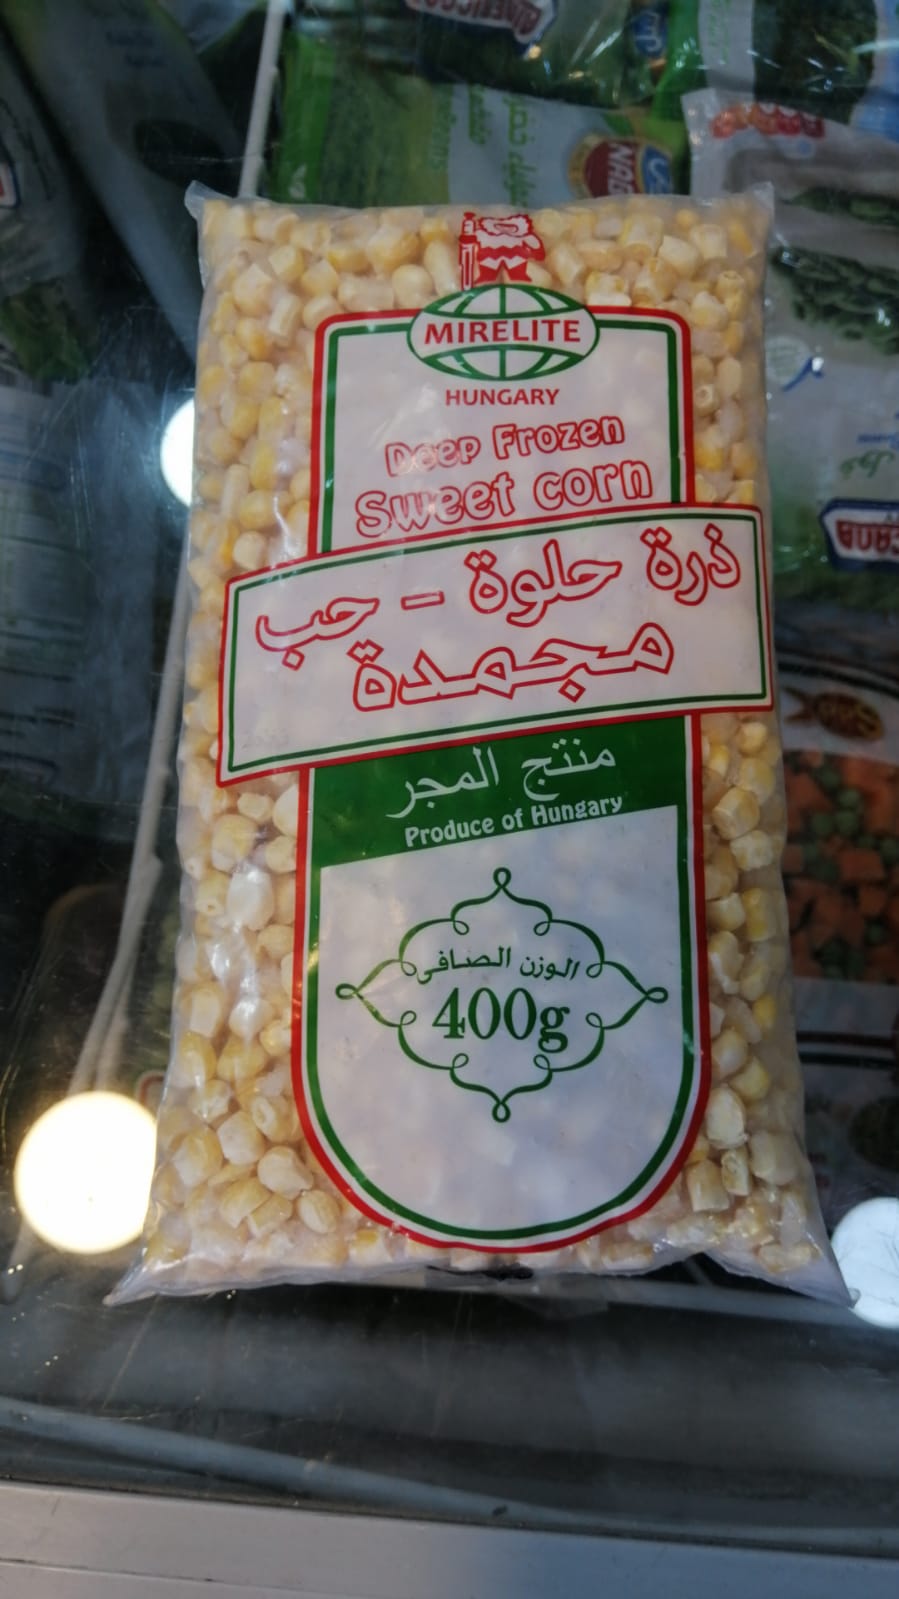 MIRELITE
HUNGARY
Deep Frozen
Sweet corn
ذرة حلوة - حب
مجمدة
منتج المجر
Produce of Hungary
الوزن الصافى
400g